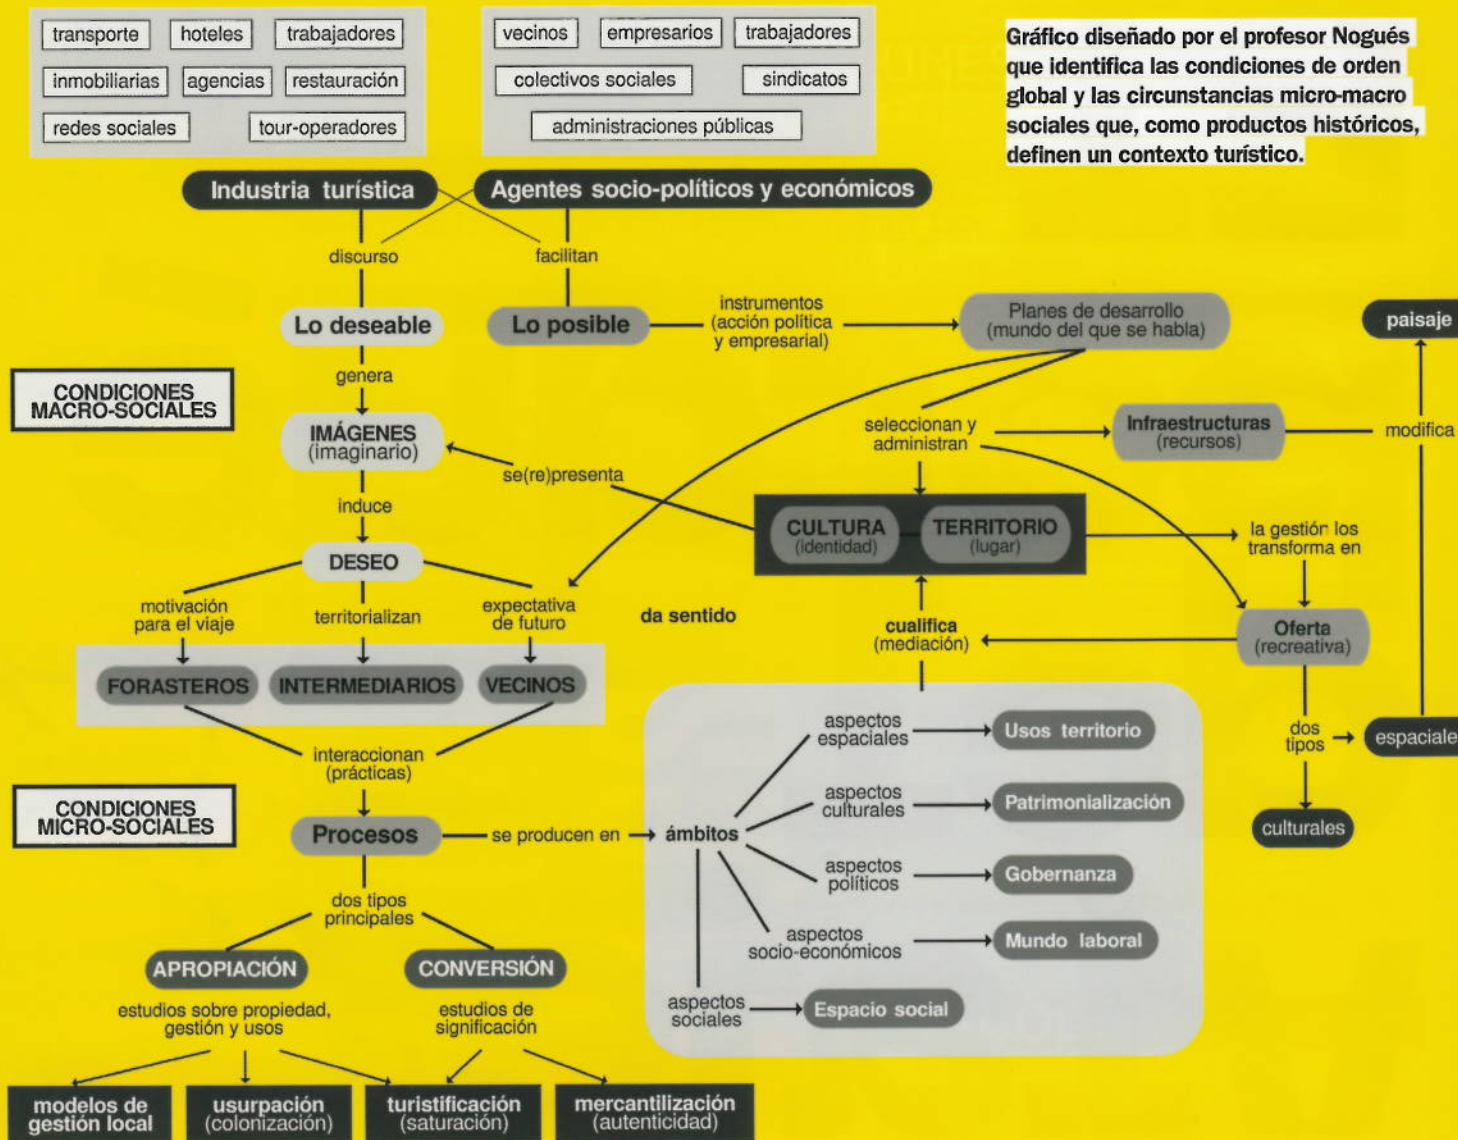 transporte
hoteles
trabajadores
inmobiliarias
agencias
restauración
redes sociales
tour-operadores
vecinos
empresarios
trabajadores
colectivos sociales
sindicatos
administraciones públicas
Gráfico diseñado por el profesor Nogués
que identifica las condiciones de orden
global y las circunstancias micro-macro
sociales que, como productos históricos,
definen un contexto turístico.
Industria turística
Agentes socio-políticos y económicos
discurso
facilitan
Lo deseable
Lo posible
instrumentos
(acción política
y empresarial)
Planes de desarrollo
(mundo del que se habla)
paisaje
genera
CONDICIONES
MACRO-SOCIALES
IMÁGENES
(imaginario)
seleccionan y
administran
Infraestructuras
(recursos)
modifica
se(re)presenta
induce
CULTURA
(identidad)
TERRITORIO
(lugar)
la gestión los
transforma en
DESEO
motivación
para el viaje
territorializan
expectativa
de futuro
da sentido
cualifica
(mediación)
Oferta
(recreativa)
FORASTEROS
INTERMEDIARIOS
VECINOS
interaccionan
(prácticas)
aspectos
espaciales
Usos territorio
dos
tipos
espaciale
CONDICIONES
MICRO-SOCIALES
Procesos
se producen en
ámbitos
aspectos
culturales
Patrimonialización
culturales
aspectos
políticos
Gobernanza
dos tipos
principales
aspectos
socio-económicos
Mundo laboral
APROPIACIÓN
CONVERSIÓN
aspectos
sociales
Espacio social
estudios sobre propiedad,
gestión y usos
estudios de
significación
modelos de
gestión local
usurpación
(colonización)
turistificación
(saturación)
mercantilización
(autenticidad)